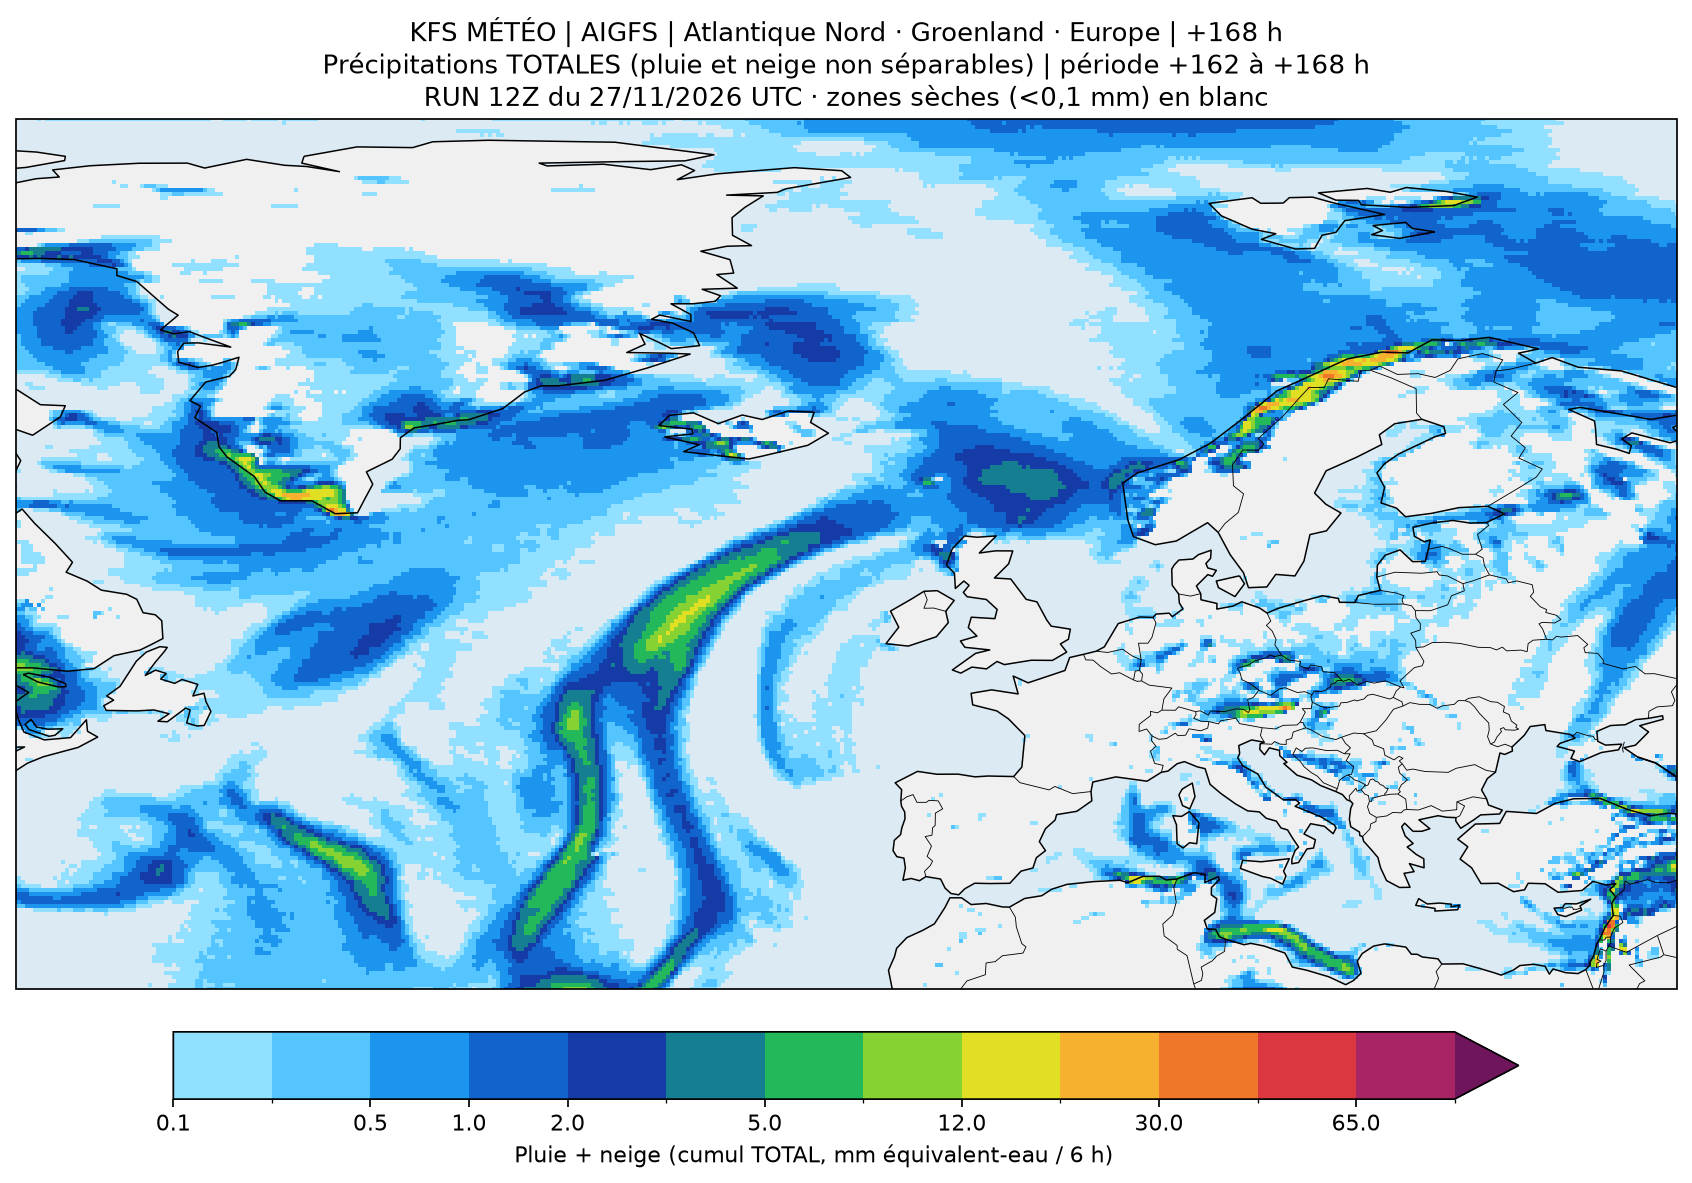 KFS MÉTÉO | AIGFS | Atlantique Nord · Groenland · Europe | +168 h
Précipitations TOTALES (pluie et neige non séparables) | période +162 à +168 h
RUN 12Z du 27/11/2026 UTC · zones sèches (<0,1 mm) en blanc
0.1 0.5 1.0 2.0 5.0 12.0 30.0 65.0
Pluie + neige (cumul TOTAL, mm équivalent-eau / 6 h)